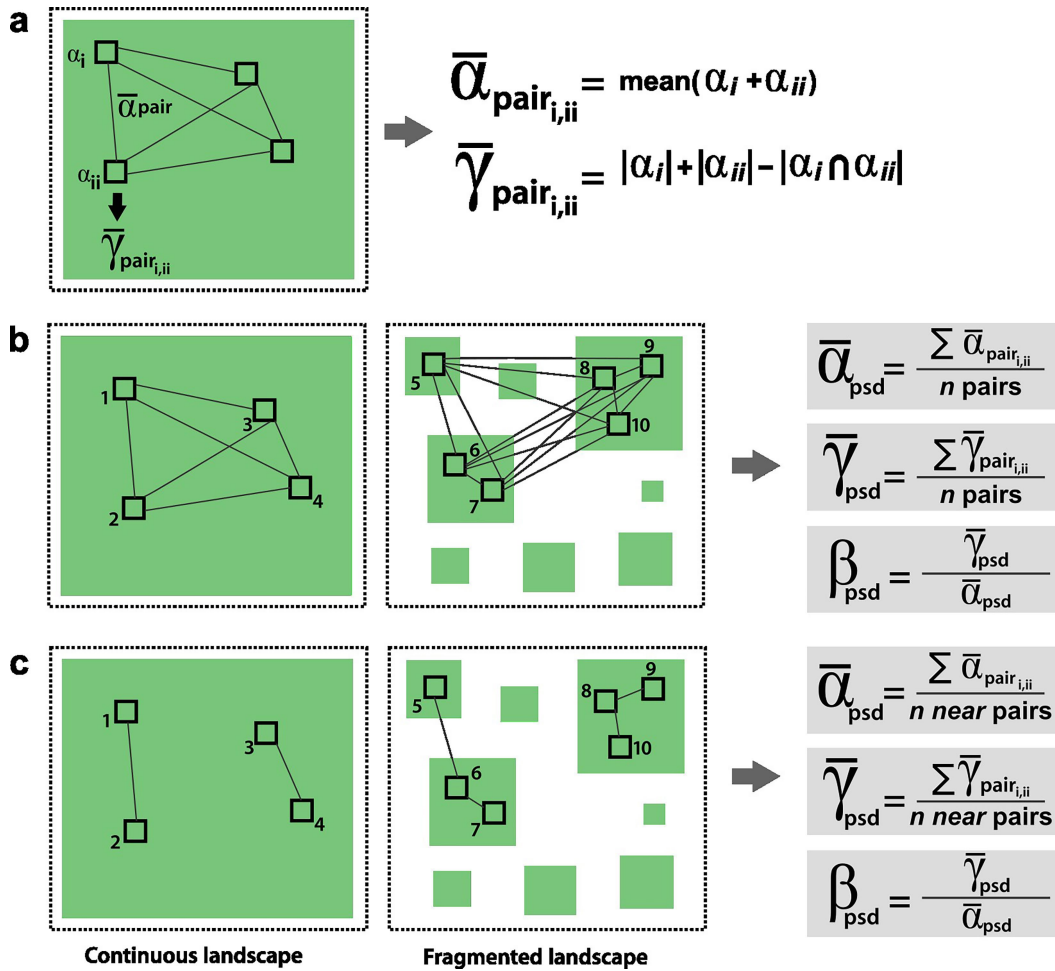 a
αi
ᾱpair
αii
γ̄pairi,ii
ᾱpairi,ii = mean(αi + αii)
γ̄pairi,ii = |αi| + |αii| − |αi ∩ αii|
b
1
3
2
4
5
8
9
10
6
7
ᾱpsd = ∑ ᾱpairi,ii / n pairs
γ̄psd = ∑ γ̄pairi,ii / n pairs
βpsd = γ̄psd / ᾱpsd
c
1
3
2
4
5
8
9
10
6
7
ᾱpsd = ∑ ᾱpairi,ii / n near pairs
γ̄psd = ∑ γ̄pairi,ii / n near pairs
βpsd = γ̄psd / ᾱpsd
Continuous landscape
Fragmented landscape